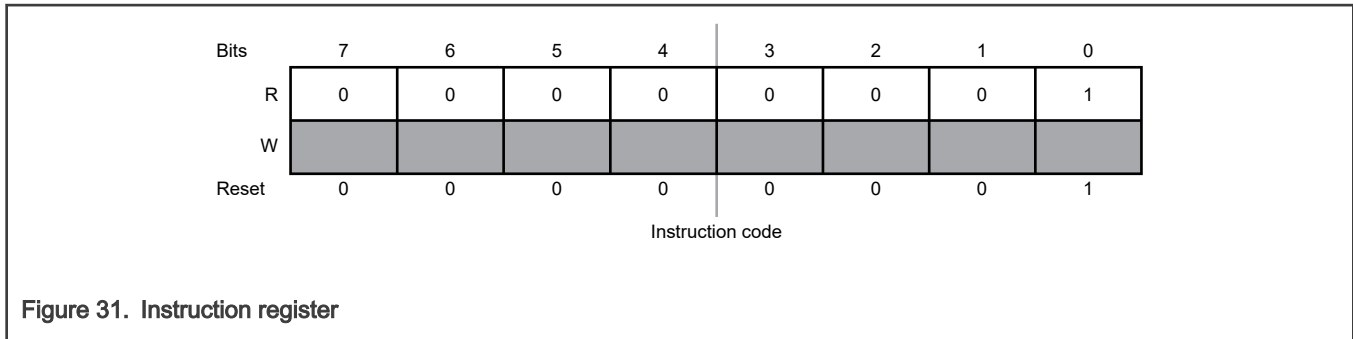 Bits 7 6 5 4 3 2 1 0
R 0 0 0 0 0 0 0 1
W
Reset 0 0 0 0 0 0 0 1
Instruction code
Figure 31. Instruction register